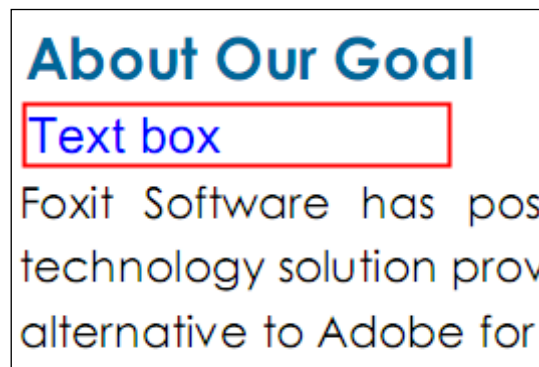 About Our Goal
Text box
Foxit Software has
technology solution
alternative to Adobe for